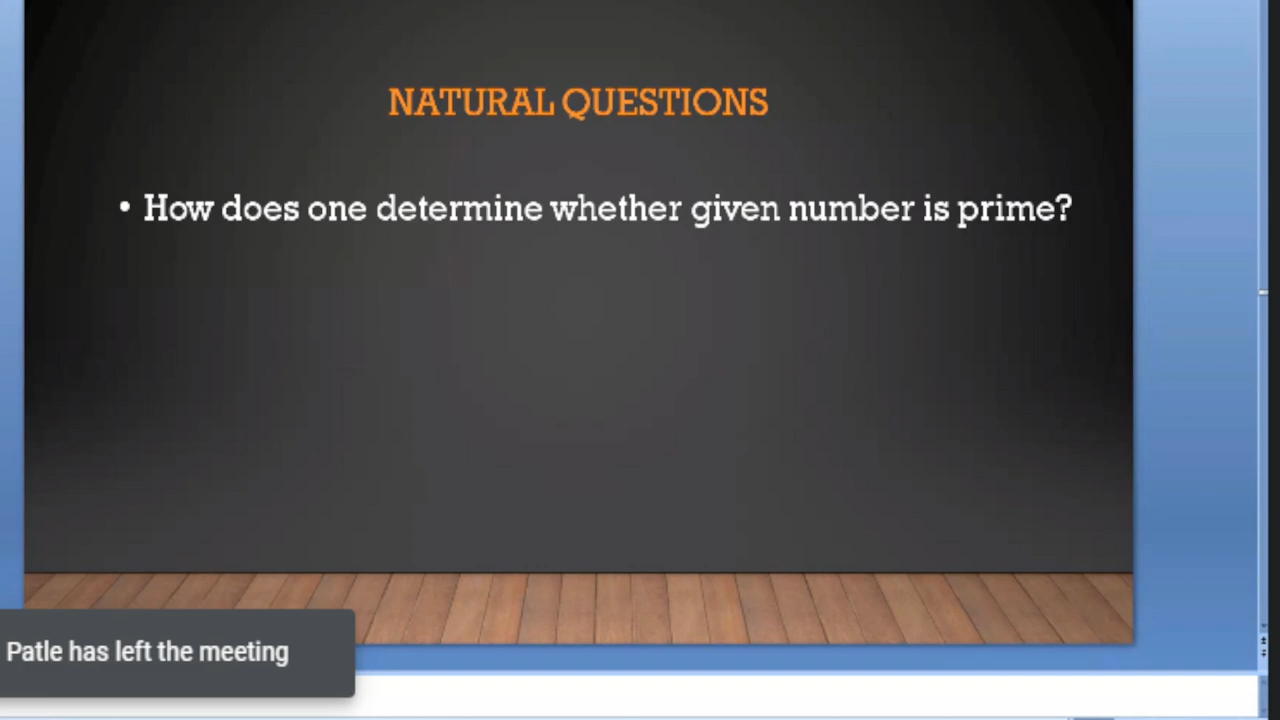 NATURAL QUESTIONS
• How does one determine whether given number is prime?
Patle has left the meeting